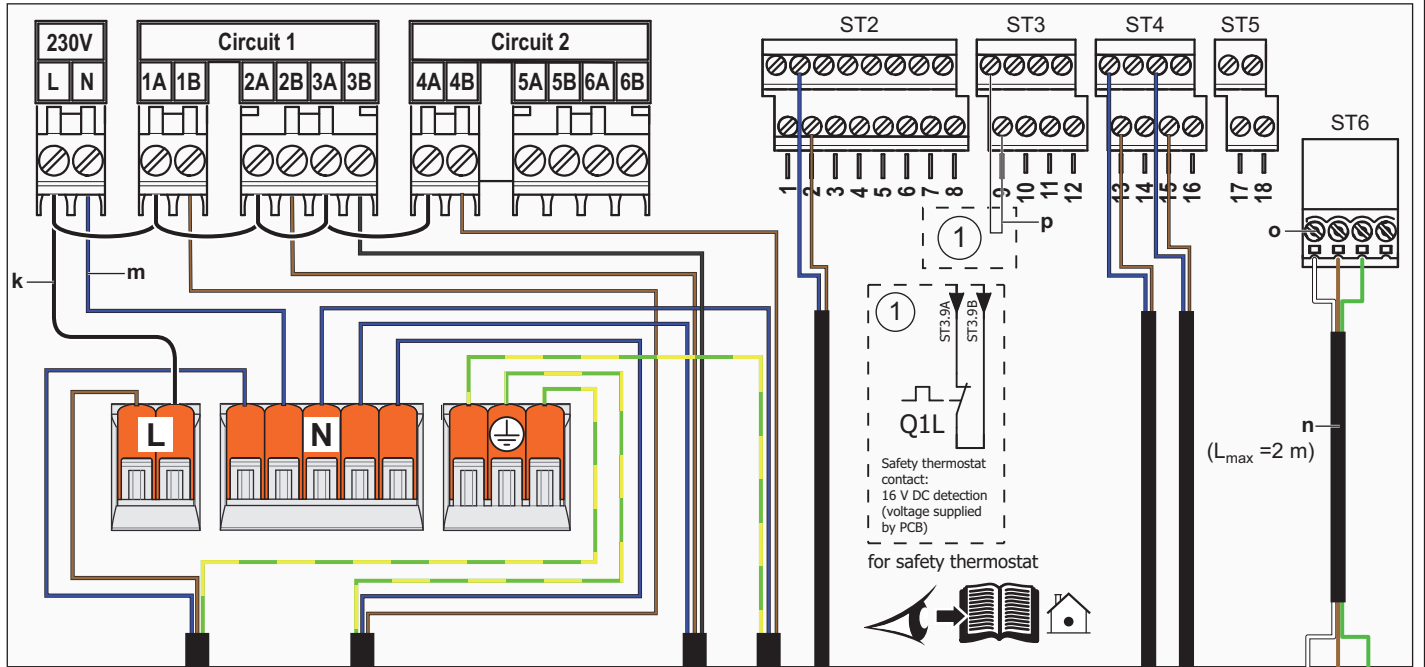 230V
Circuit 1
Circuit 2
L N
1A 1B
2A 2B 3A 3B
4A 4B
5A 5B 6A 6B
ST2
ST3
ST4
ST5
ST6
1 2 3 4 5 6 7 8
9 10 11 12
13 14 15 16
17 18
k
m
p
o
n
(Lmax =2 m)
1
1
ST3.9A
ST3.9B
Q1L
Safety thermostat
contact:
16 V DC detection
(voltage supplied
by PCB)
for safety thermostat
L
N